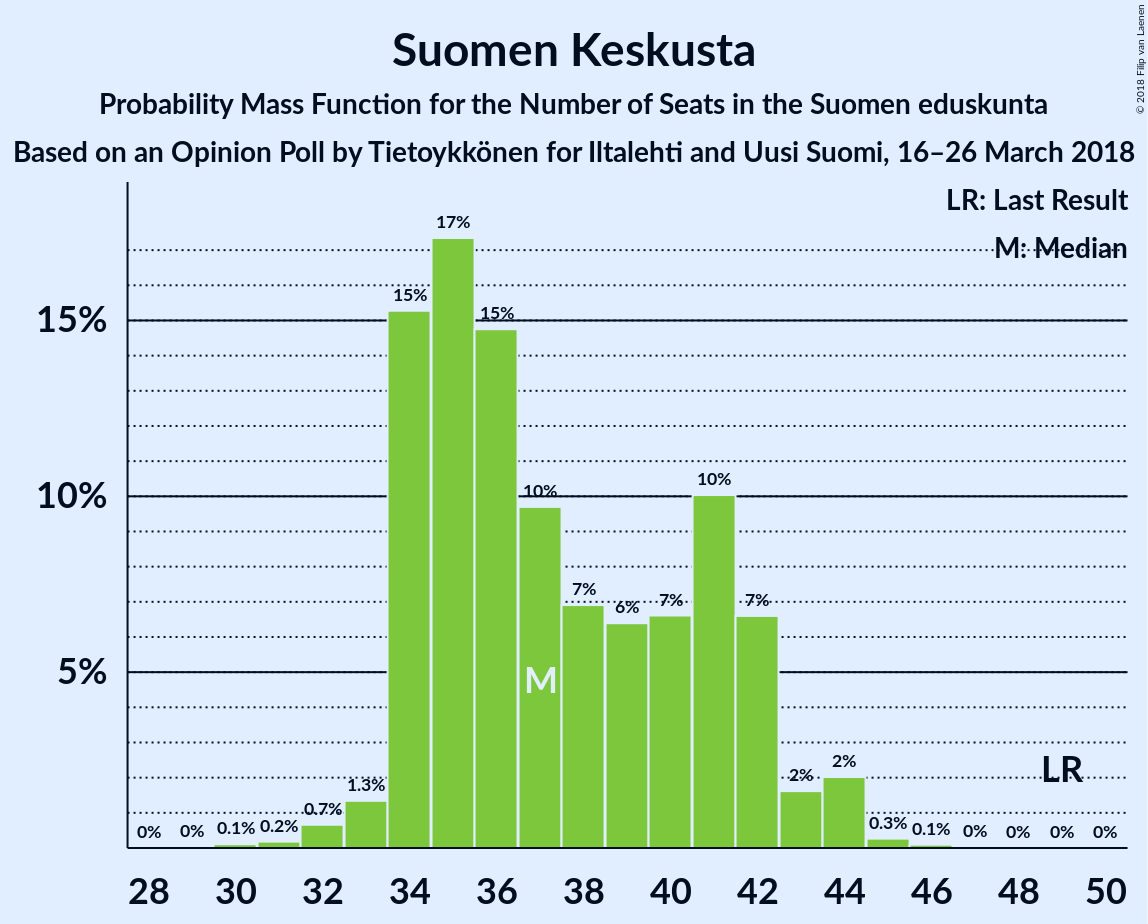 Suomen Keskusta
Probability Mass Function for the Number of Seats in the Suomen eduskunta
Based on an Opinion Poll by Tietoykkönen for Iltalehti and Uusi Suomi, 16–26 March 2018
© 2018 Filip van Laenen
LR: Last Result
M: Median
15%
10%
5%
0%
0%
0.1%
0.2%
0.7%
1.3%
15%
17%
15%
10%
7%
6%
7%
10%
7%
2%
2%
0.3%
0.1%
0%
0%
0%
0%
M
LR
28 30 32 34 36 38 40 42 44 46 48 50